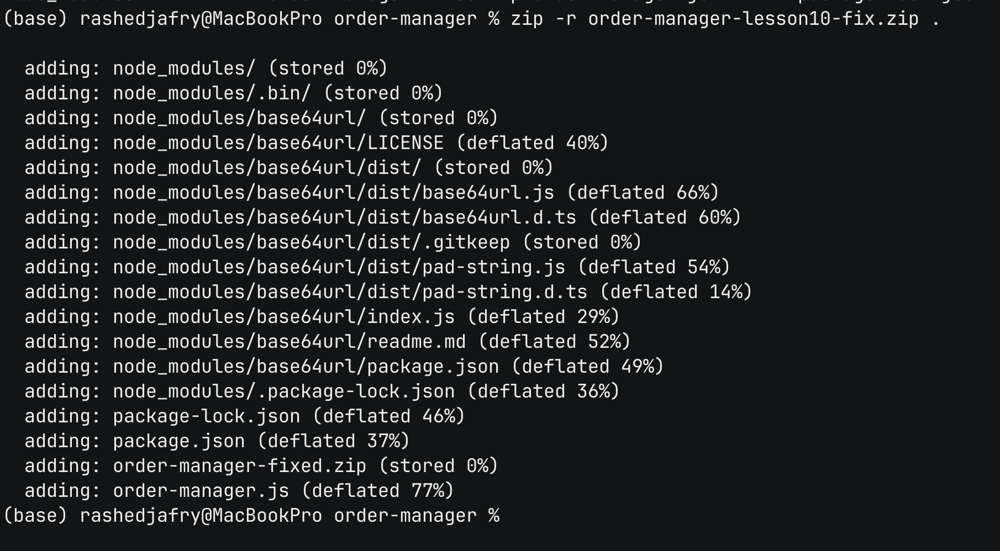 (base) rashedjafry@MacBookPro order-manager % zip -r order-manager-lesson10-fix.zip .
adding: node_modules/ (stored 0%)
adding: node_modules/.bin/ (stored 0%)
adding: node_modules/base64url/ (stored 0%)
adding: node_modules/base64url/LICENSE (deflated 40%)
adding: node_modules/base64url/dist/ (stored 0%)
adding: node_modules/base64url/dist/base64url.js (deflated 66%)
adding: node_modules/base64url/dist/base64url.d.ts (deflated 60%)
adding: node_modules/base64url/dist/.gitkeep (stored 0%)
adding: node_modules/base64url/dist/pad-string.js (deflated 54%)
adding: node_modules/base64url/dist/pad-string.d.ts (deflated 14%)
adding: node_modules/base64url/index.js (deflated 29%)
adding: node_modules/base64url/readme.md (deflated 52%)
adding: node_modules/base64url/package.json (deflated 49%)
adding: node_modules/.package-lock.json (deflated 36%)
adding: package-lock.json (deflated 46%)
adding: package.json (deflated 37%)
adding: order-manager-fixed.zip (stored 0%)
adding: order-manager.js (deflated 77%)
(base) rashedjafry@MacBookPro order-manager %